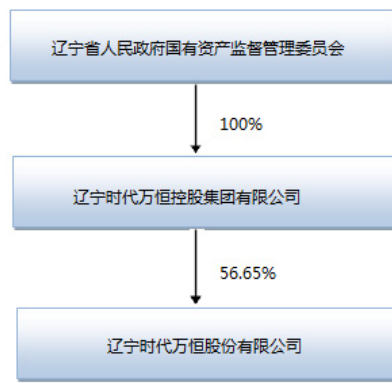 辽宁省人民政府国有资产监督管理委员会
100%
辽宁时代万恒控股集团有限公司
56.65%
辽宁时代万恒股份有限公司